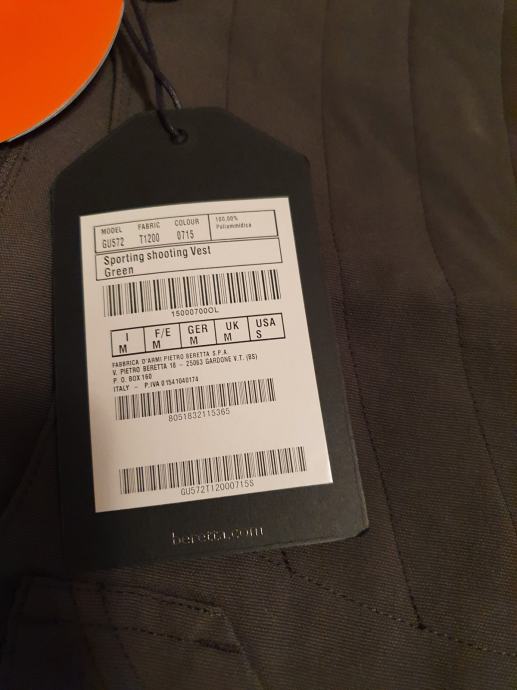 MODEL FABRIC COLOUR 100,00%
GU572 T1200 0715 Poliammidica
Sporting shooting Vest
Green
15000700OL
I F/E GER UK USA
M M M M S
FABBRICA D'ARMI PIETRO BERETTA S.P.A.
V. PIETRO BERETTA 18 - 25063 GARDONE V.T. (BS)
P.O. BOX 160
ITALY - P.IVA 01541040174
8051832115365
GU572T12000715S
beretta.com